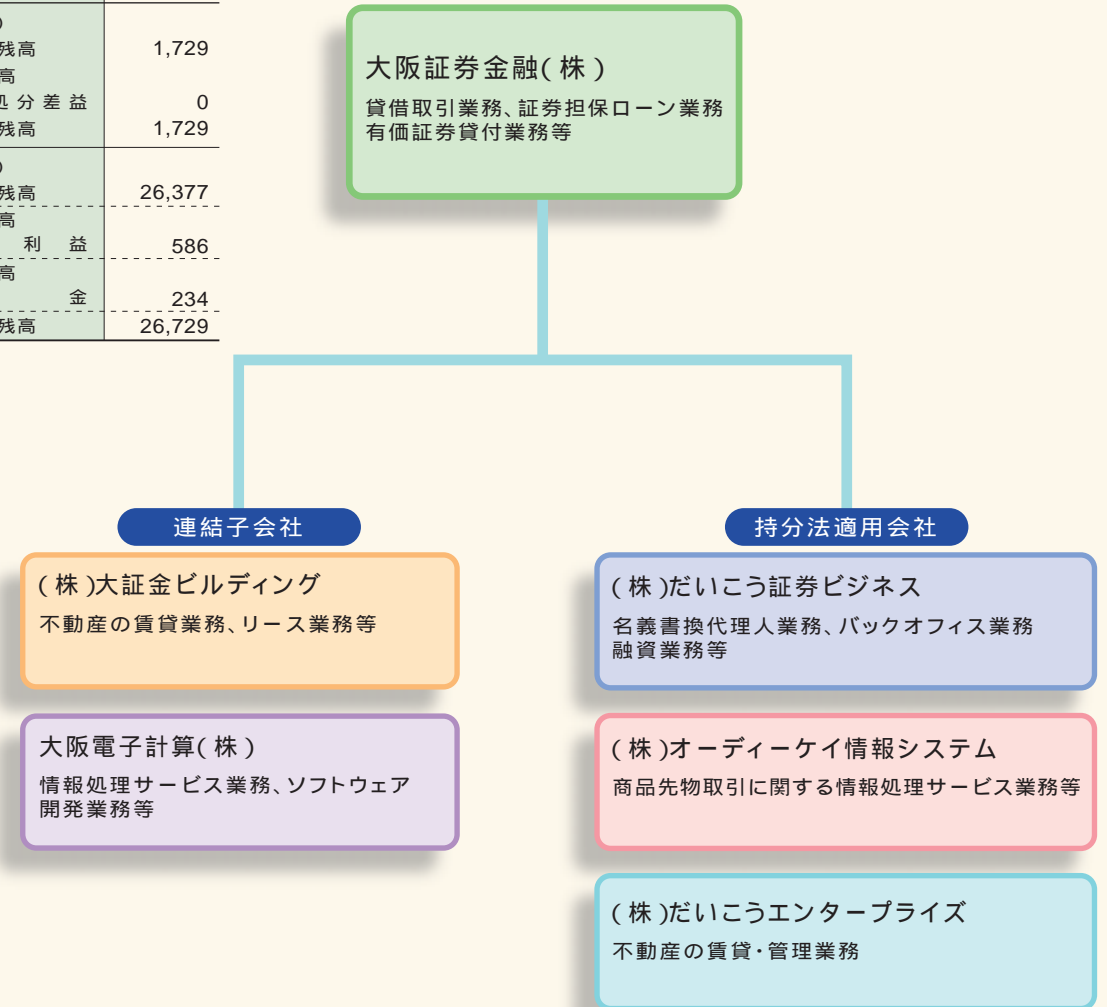 )
残高 1,729
高
処分差益 0
残高 1,729
)
残高 26,377
高
利益 586
高
金 234
残高 26,729
大阪証券金融(株)
貸借取引業務、証券担保ローン業務
有価証券貸付業務等
連結子会社
(株)大証金ビルディング
不動産の賃貸業務、リース業務等
大阪電子計算(株)
情報処理サービス業務、ソフトウェア
開発業務等
持分法適用会社
(株)だいこう証券ビジネス
名義書換代理人業務、バックオフィス業務
融資業務等
(株)オーディーケイ情報システム
商品先物取引に関する情報処理サービス業務等
(株)だいこうエンタープライズ
不動産の賃貸・管理業務